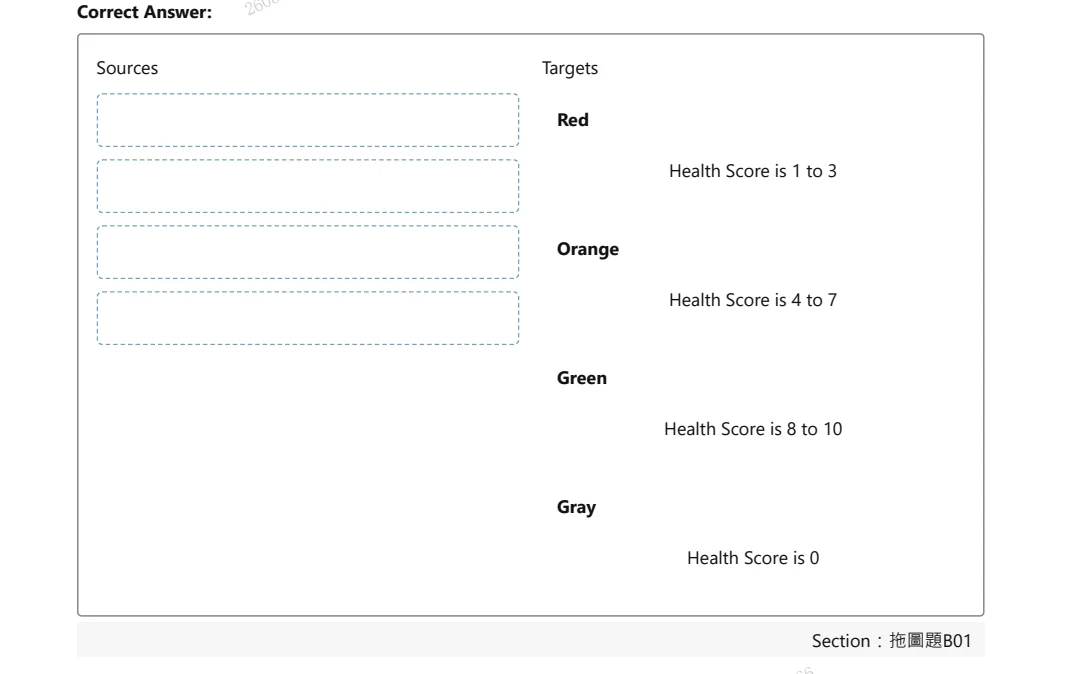 Correct Answer:
Sources
Targets
Red
Health Score is 1 to 3
Orange
Health Score is 4 to 7
Green
Health Score is 8 to 10
Gray
Health Score is 0
Section：拖圖題B01